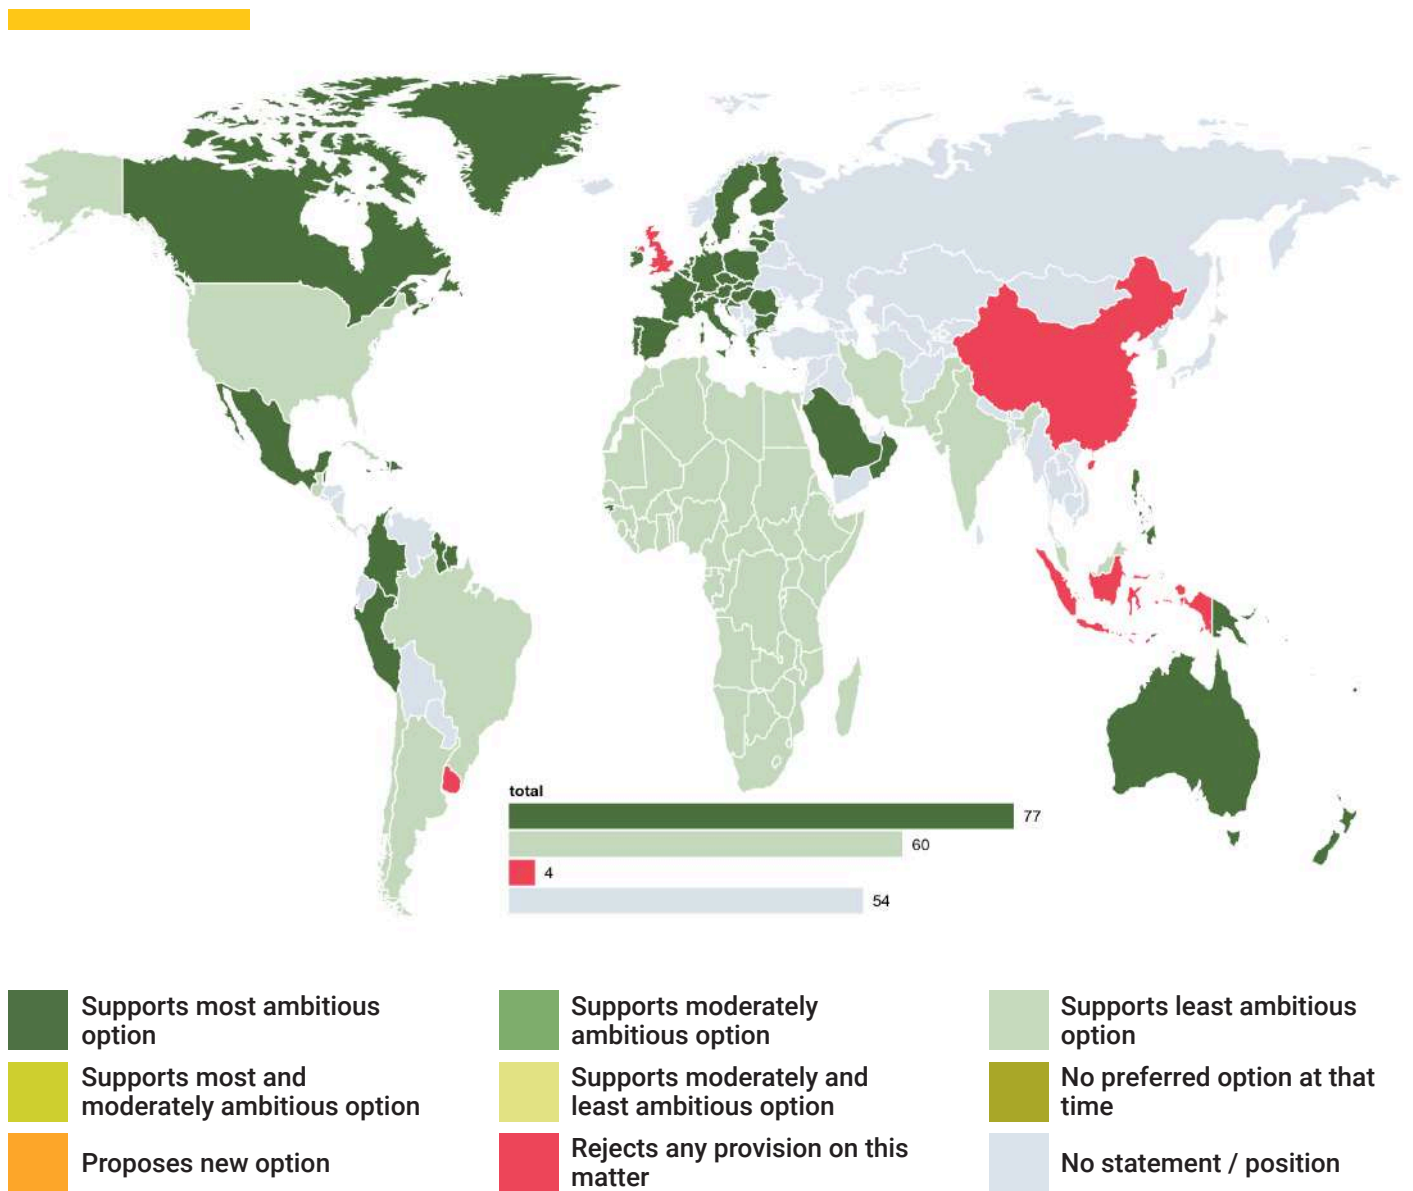 total
77
60
4
54
Supports most ambitious
option
Supports moderately
ambitious option
Supports least ambitious
option
Supports most and
moderately ambitious option
Supports moderately and
least ambitious option
No preferred option at that
time
Proposes new option
Rejects any provision on this
matter
No statement / position